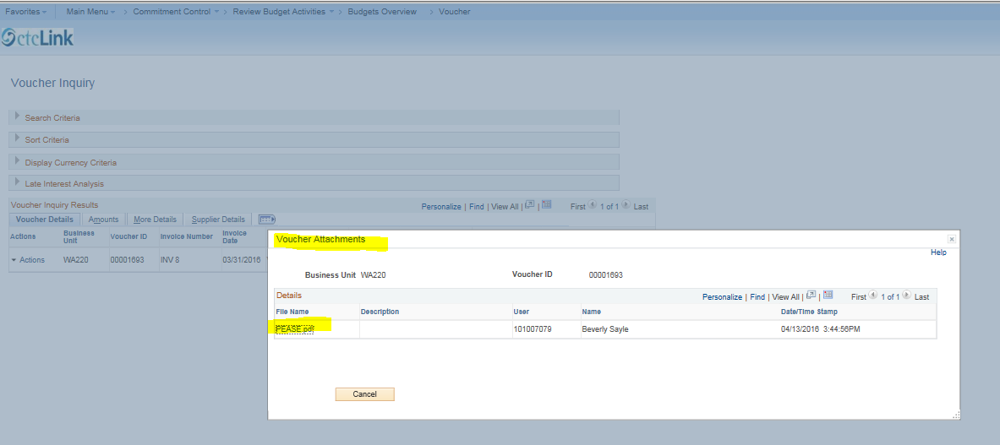 Favorites Main Menu > Commitment Control > Review Budget Activities > Budgets Overview > Voucher
ctcLink
Voucher Inquiry
Search Criteria
Sort Criteria
Display Currency Criteria
Late Interest Analysis
Voucher Inquiry Results Personalize | Find | View All | | First 1 of 1 Last
Voucher Details Amounts More Details Supplier Details
Actions Business Unit Voucher ID Invoice Number Invoice Date
Actions WA220 00001693 INV 8 03/31/2016
Voucher Attachments
Help
Business Unit WA220 Voucher ID 00001693
Details Personalize | Find | View All | | First 1 of 1 Last
File Name Description User Name Date/Time Stamp
PEASE.pdf 101007079 Beverly Sayle 04/13/2016 3:44:56PM
Cancel